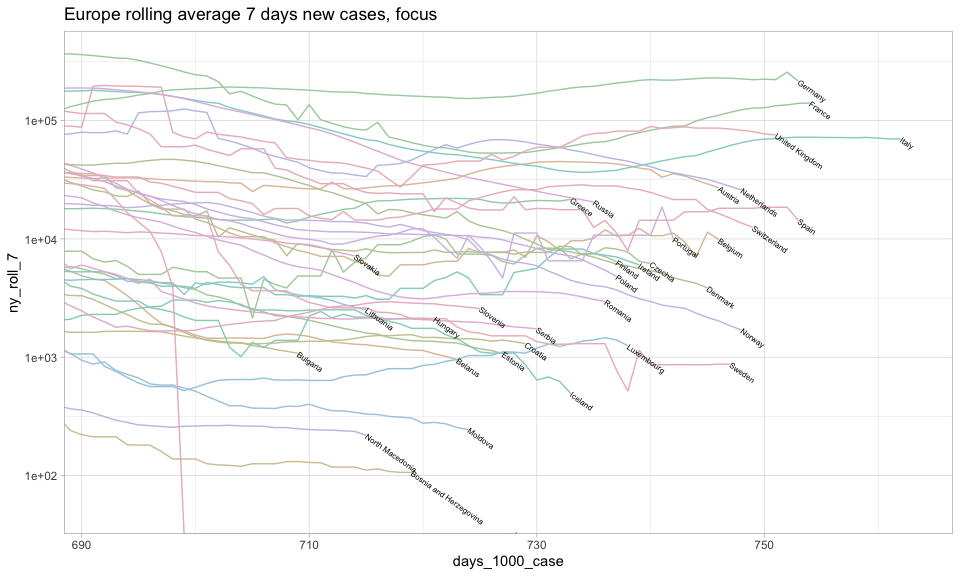 Europe rolling average 7 days new cases, focus
ny_roll_7
1e+05
1e+04
1e+03
1e+02
Germany
France
Italy
United Kingdom
Netherlands
Austria
Greece
Russia
Spain
Switzerland
Belgium
Portugal
Slovakia
Finland
Ireland
Czechia
Poland
Denmark
Romania
Slovenia
Lithuania
Hungary
Serbia
Norway
Croatia
Luxembourg
Estonia
Bulgaria
Belarus
Sweden
Iceland
Moldova
North Macedonia
Bosnia and Herzegovina
690
710
730
750
days_1000_case